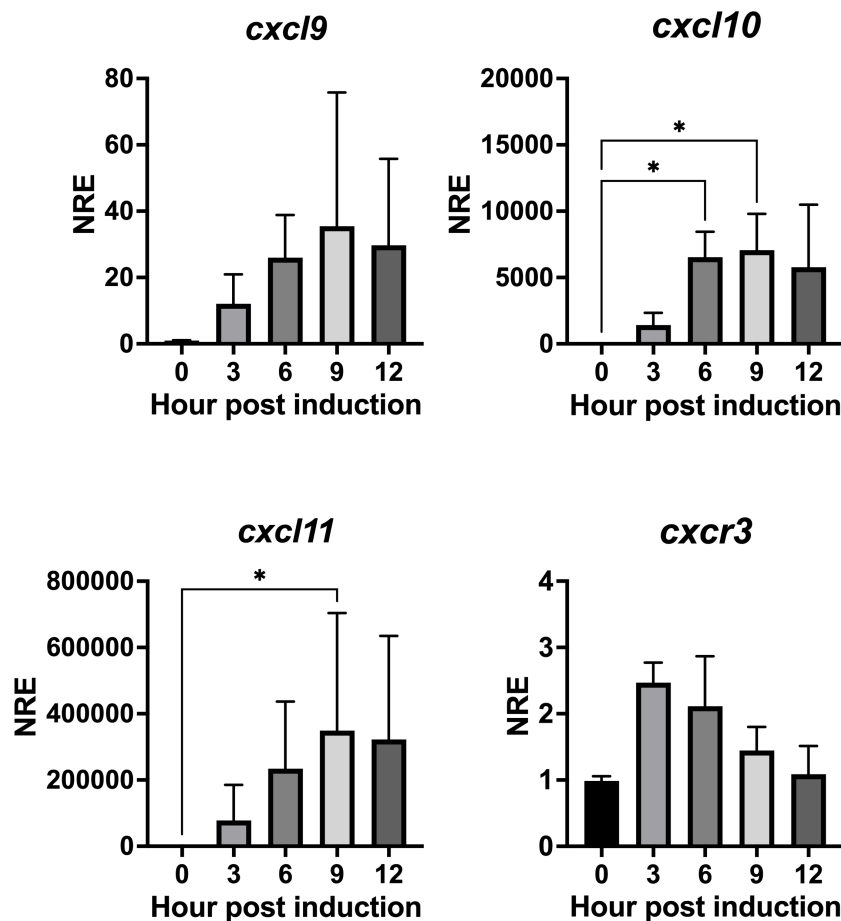 cxcl9
80
60
40
20
0
NRE
0 3 6 9 12
Hour post induction
cxcl10
20000
15000
10000
5000
0
NRE
*
*
0 3 6 9 12
Hour post induction
cxcl11
800000
600000
400000
200000
0
NRE
*
0 3 6 9 12
Hour post induction
cxcr3
4
3
2
1
0
NRE
0 3 6 9 12
Hour post induction